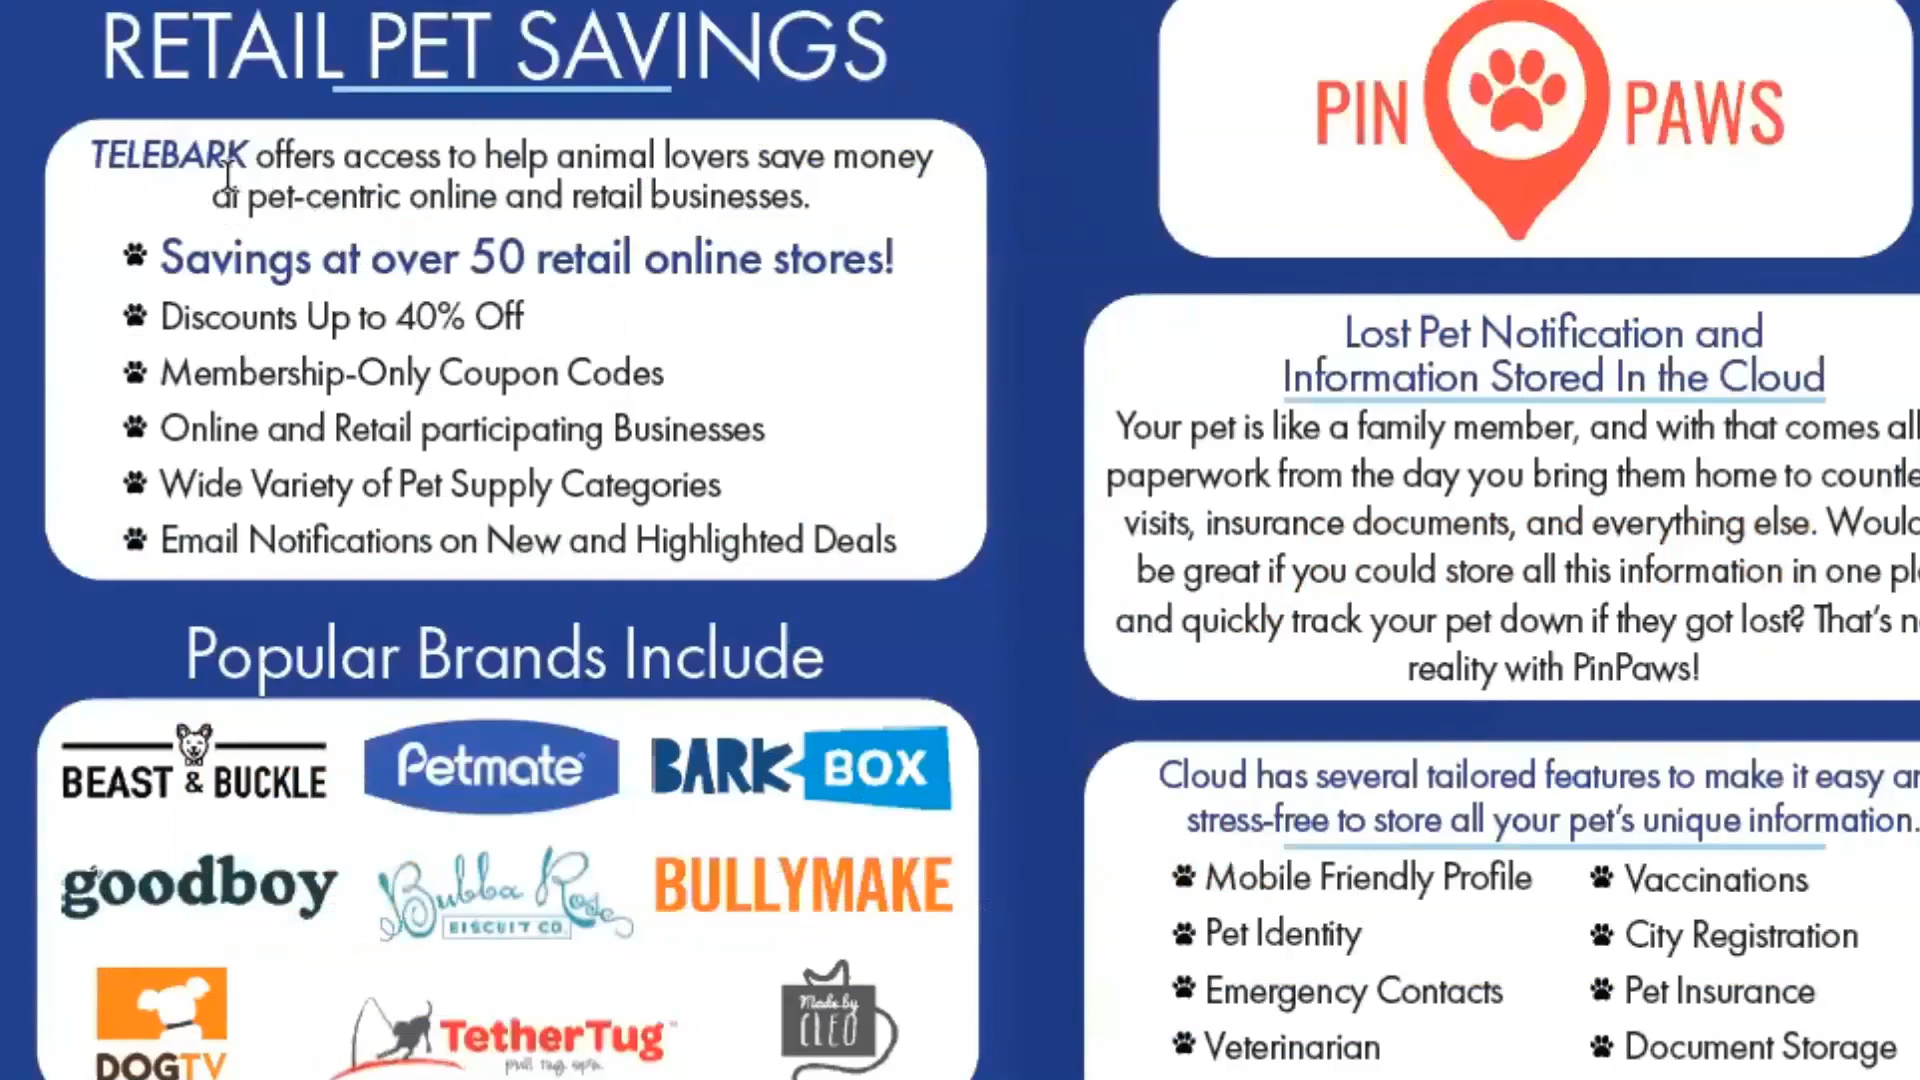 RETAIL PET SAVINGS
TELEBARK offers access to help animal lovers save money
at pet-centric online and retail businesses.
Savings at over 50 retail online stores!
Discounts Up to 40% Off
Membership-Only Coupon Codes
Online and Retail participating Businesses
Wide Variety of Pet Supply Categories
Email Notifications on New and Highlighted Deals
Popular Brands Include
BEAST & BUCKLE
Petmate
BARK BOX
goodboy
Bubba Rose
BISCUIT CO.
BULLYMAKE
DOGTV
TetherTug
pull. tug. spin.
Made by
CLEO
PIN PAWS
Lost Pet Notification and
Information Stored In the Cloud
Your pet is like a family member, and with that comes all
paperwork from the day you bring them home to countle
visits, insurance documents, and everything else. Would
be great if you could store all this information in one pl
and quickly track your pet down if they got lost? That's n
reality with PinPaws!
Cloud has several tailored features to make it easy a
stress-free to store all your pet's unique information.
Mobile Friendly Profile
Pet Identity
Emergency Contacts
Veterinarian
Vaccinations
City Registration
Pet Insurance
Document Storage